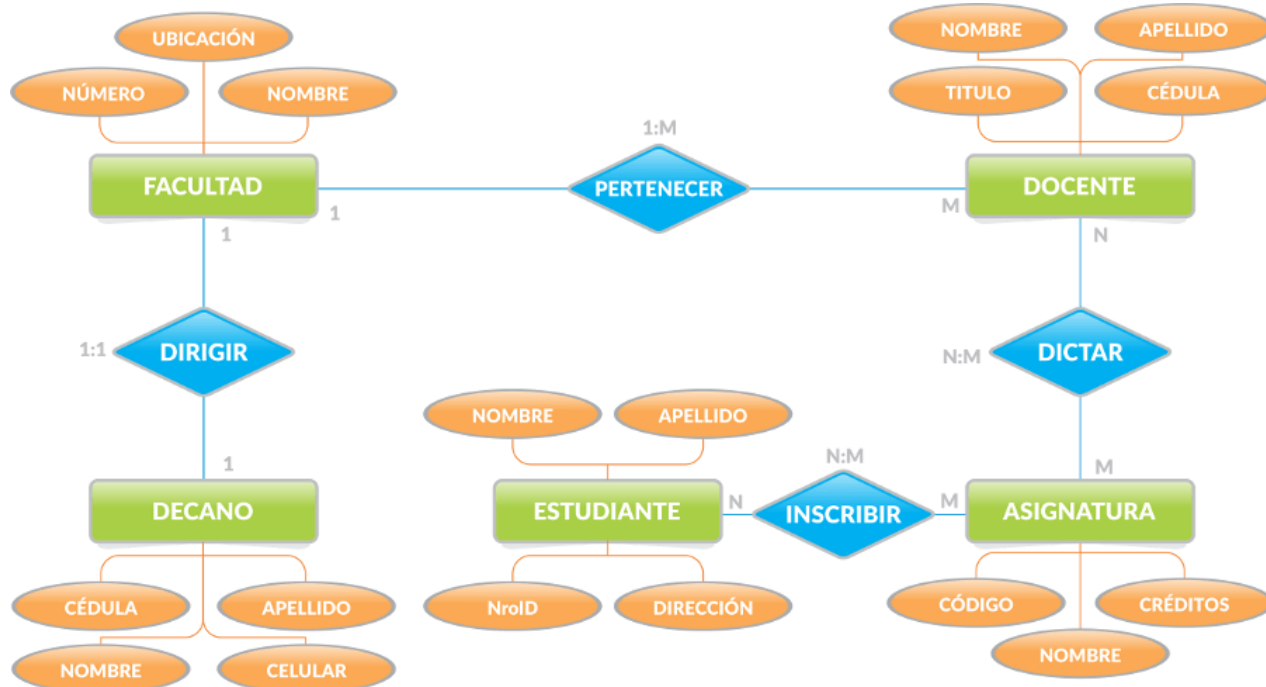 UBICACIÓN
NÚMERO
NOMBRE
FACULTAD
1
1
1:M
PERTENECER
NOMBRE
APELLIDO
TITULO
CÉDULA
DOCENTE
M
N
1:1
DIRIGIR
N:M
DICTAR
1
DECANO
CÉDULA
APELLIDO
NOMBRE
CELULAR
NOMBRE
APELLIDO
ESTUDIANTE
NroID
DIRECCIÓN
N
N:M
INSCRIBIR
M
M
ASIGNATURA
CÓDIGO
CRÉDITOS
NOMBRE